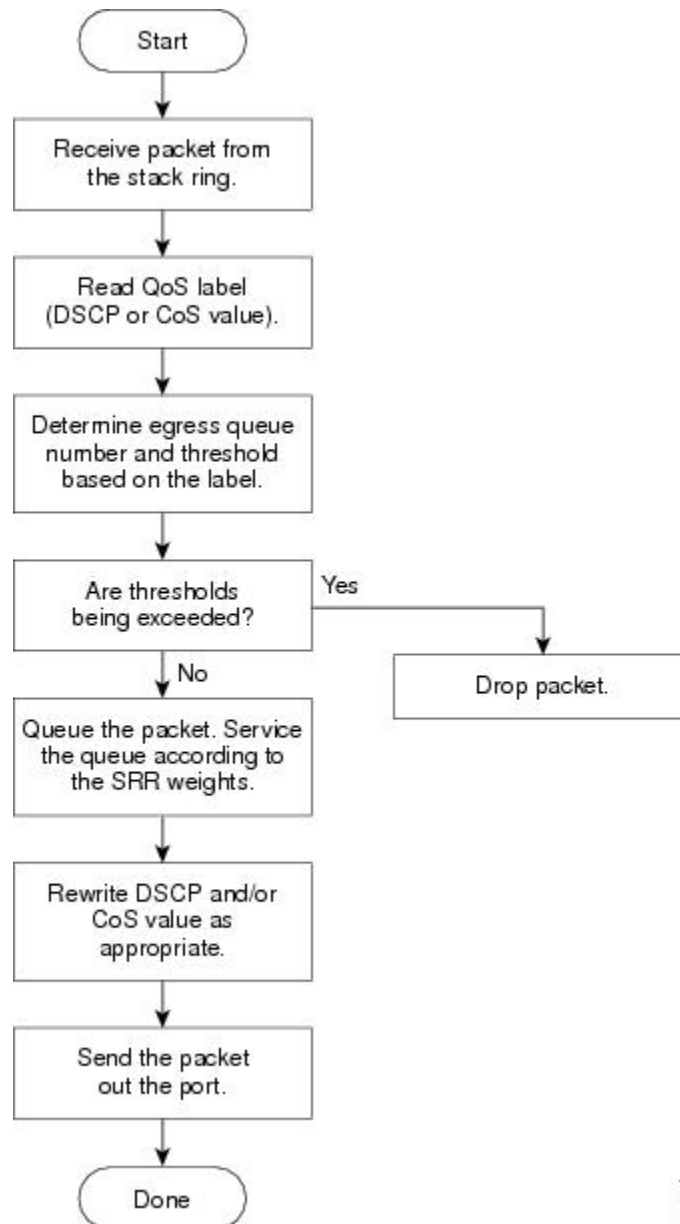 Start
Receive packet from
the stack ring.
Read QoS label
(DSCP or CoS value).
Determine egress queue
number and threshold
based on the label.
Are thresholds
being exceeded?
Yes
Drop packet.
No
Queue the packet. Service
the queue according to
the SRR weights.
Rewrite DSCP and/or
CoS value as
appropriate.
Send the packet
out the port.
Done